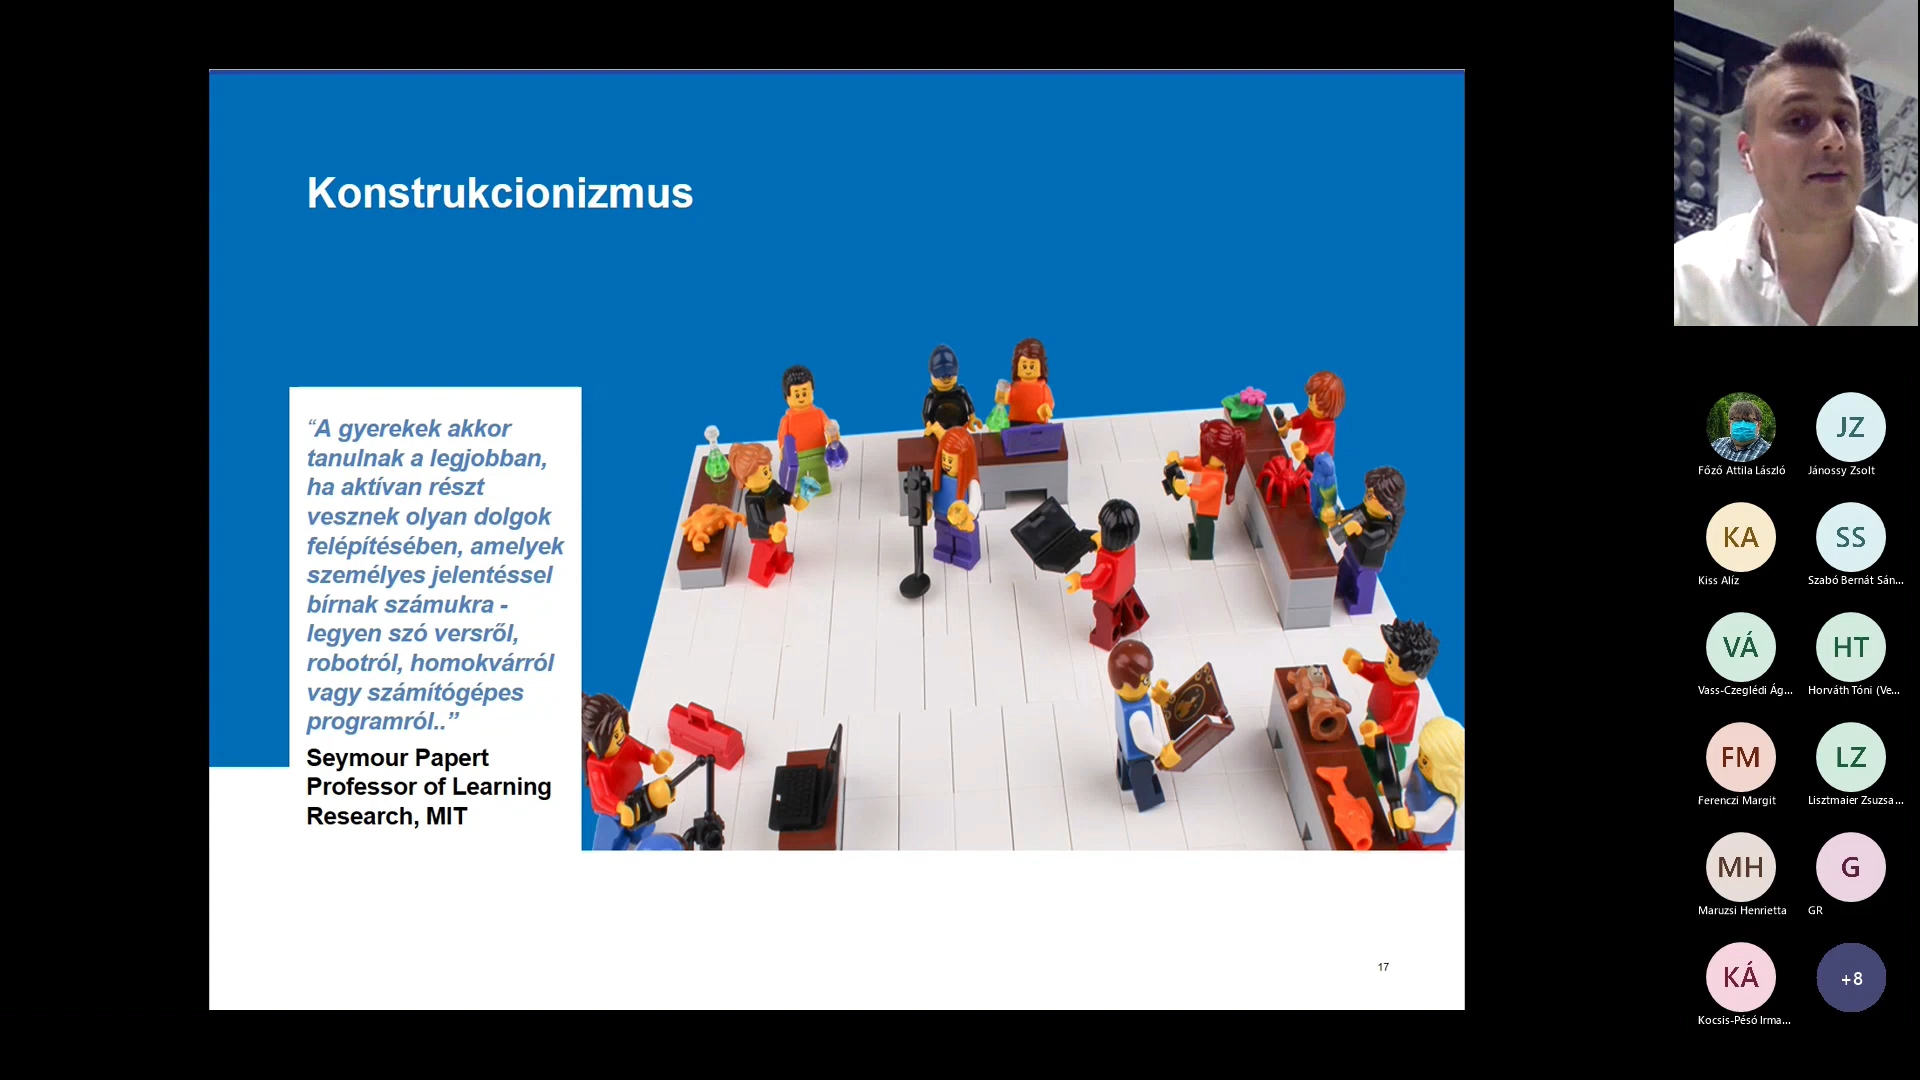 Konstrukcionizmus
“A gyerekek akkor
tanulnak a legjobban,
ha aktívan részt
vesznek olyan dolgok
felépítésében, amelyek
személyes jelentéssel
bírnak számukra -
legyen szó versről,
robotról, homokvárról
vagy számítógépes
programról..”
Seymour Papert
Professor of Learning
Research, MIT
17
Főző Attila László
JZ
Jánossy Zsolt
KA
Kiss Alíz
SS
Szabó Bernát Sán...
VÁ
Vass-Czeglédi Ág...
HT
Horváth Tóni (Ve...
FM
Ferenczi Margit
LZ
Lisztmaier Zsuzsa...
MH
Maruzsi Henrietta
G
GR
KÁ
Kocsis-Pésó Irma...
+8